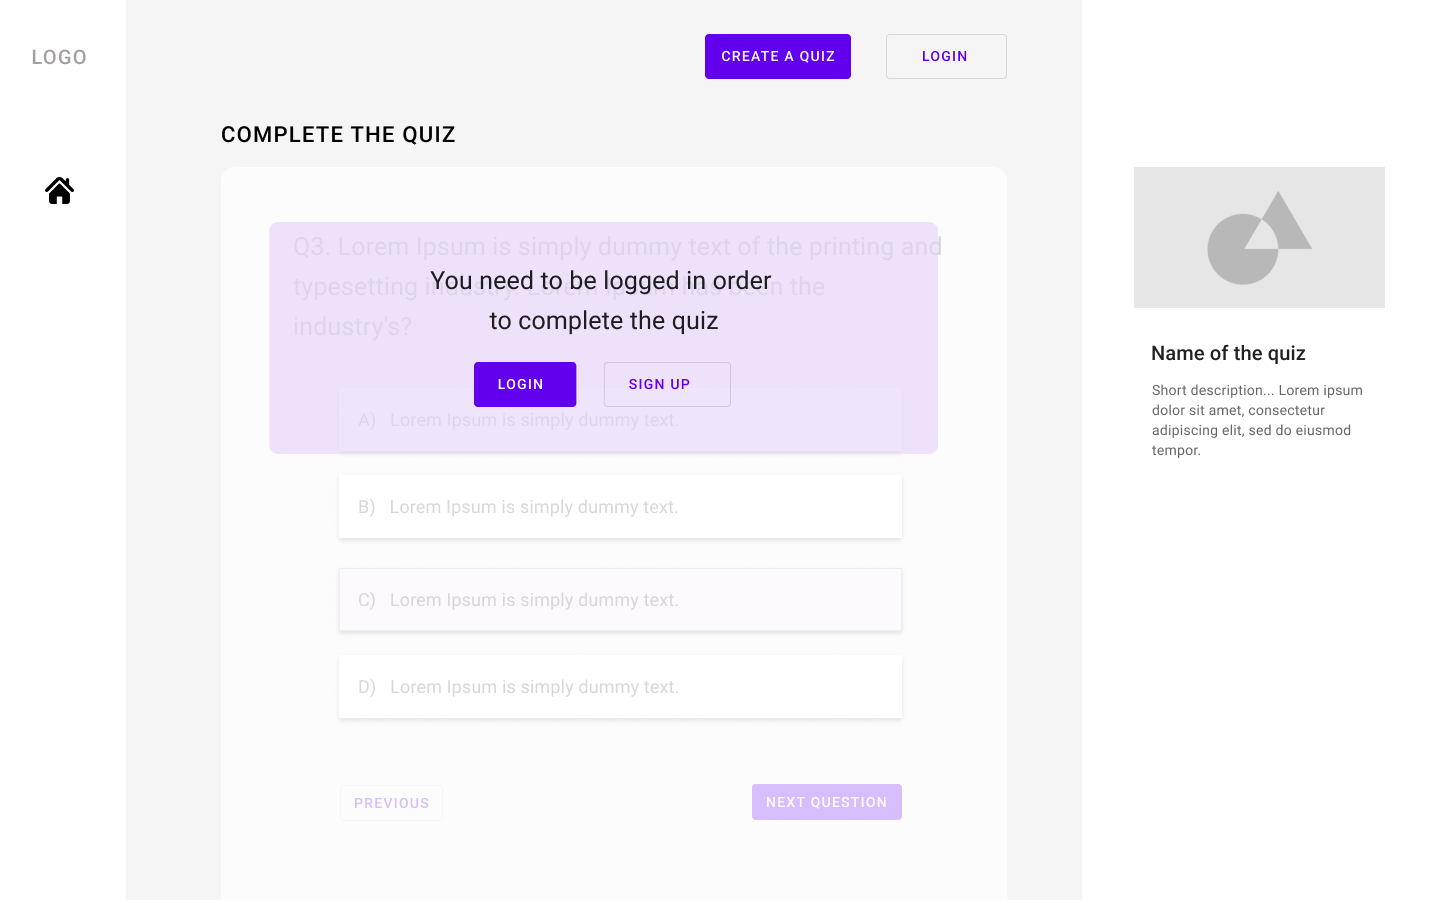 LOGO
CREATE A QUIZ
LOGIN
COMPLETE THE QUIZ
Q3. Lorem Ipsum is simply dummy text of the printing and
typesetting industry. Lorem Ipsum has been the
industry's?
You need to be logged in order
to complete the quiz
LOGIN
SIGN UP
A) Lorem Ipsum is simply dummy text.
B) Lorem Ipsum is simply dummy text.
C) Lorem Ipsum is simply dummy text.
D) Lorem Ipsum is simply dummy text.
PREVIOUS
NEXT QUESTION
Name of the quiz
Short description... Lorem ipsum
dolor sit amet, consectetur
adipiscing elit, sed do eiusmod
tempor.